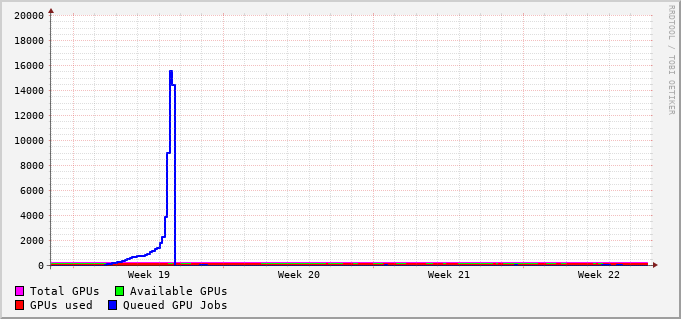 RRDTOOL / TOBI OETIKER
20000
18000
16000
14000
12000
10000
8000
6000
4000
2000
0
Week 19 Week 20 Week 21 Week 22
Total GPUs Available GPUs
GPUs used Queued GPU Jobs